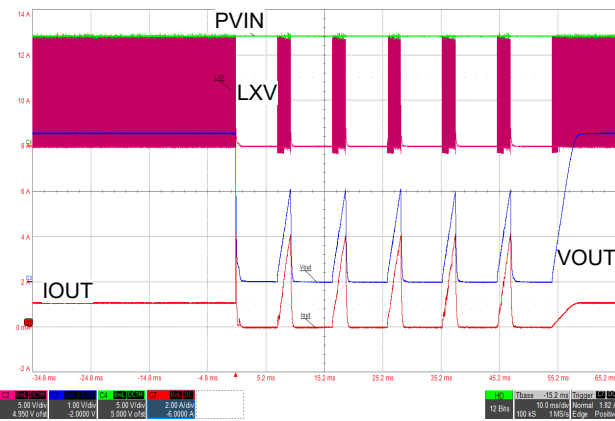 14 A
PVIN
12 A
LXV
10 A
8 A
6 A
4 A
Vout
VOUT
2 A
IOUT
Iout
0 mA
-2 A
-34.8 ms -24.8 ms -14.8 ms -4.8 ms 5.2 ms 15.2 ms 25.2 ms 35.2 ms 45.2 ms 55.2 ms 65.2 ms
5.00 V/div 1.00 V/div 5.00 V/div 2.00 A/div
4.950 V ofst -2.0000 V 5.000 V ofst -6.0000 A
HD Tbase -15.2 ms Trigger
12 Bits 10.0 ms/div Normal 1.82 A
100 kS 1 MS/s Edge Positive